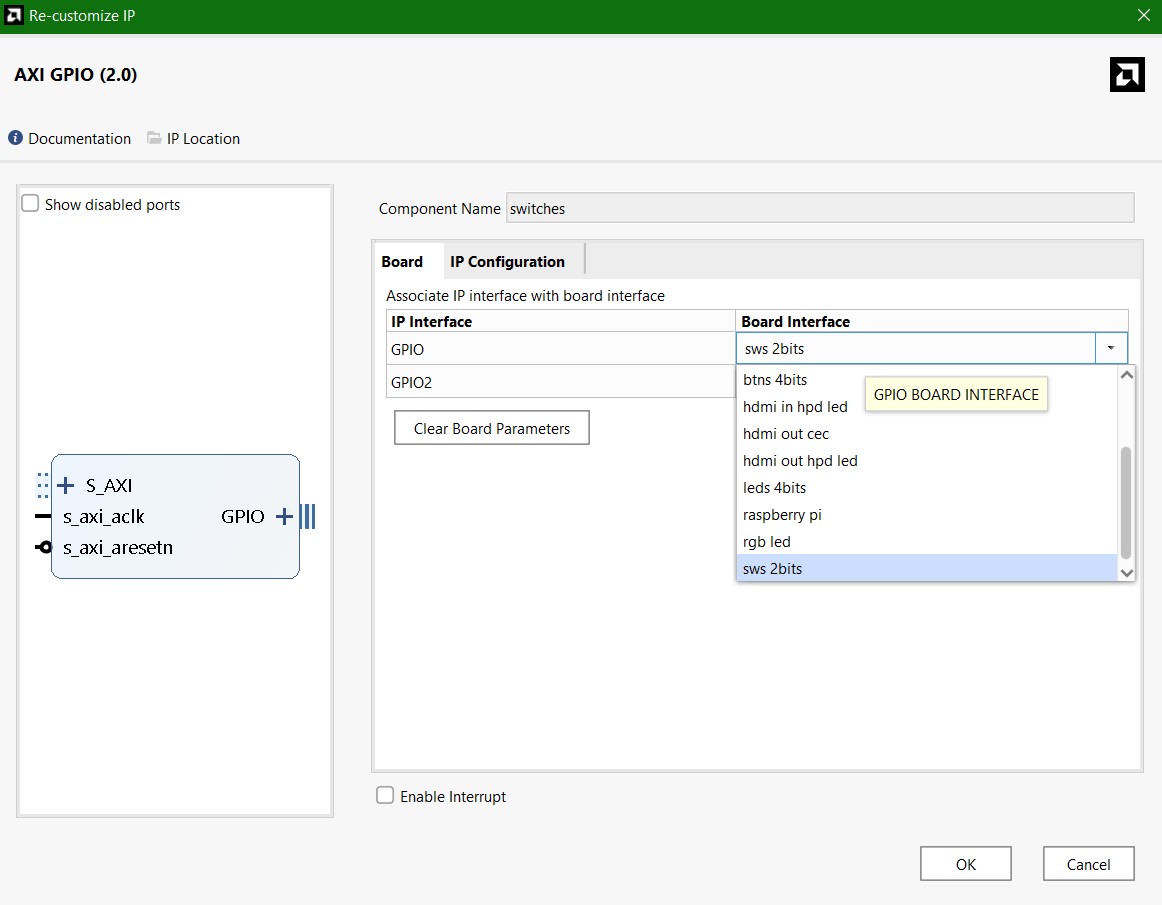 Re-customize IP
AXI GPIO (2.0)
Documentation IP Location
Show disabled ports
S_AXI
s_axi_aclk GPIO
s_axi_aresetn
Component Name switches
Board IP Configuration
Associate IP interface with board interface
IP Interface Board Interface
GPIO sws 2bits
GPIO2
btns 4bits
GPIO BOARD INTERFACE
hdmi in hpd led
hdmi out cec
hdmi out hpd led
leds 4bits
raspberry pi
rgb led
sws 2bits
Clear Board Parameters
Enable Interrupt
OK Cancel